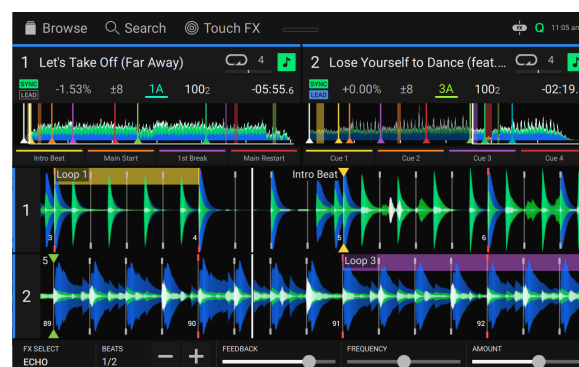 Browse Search Touch FX FX Q 11:05 am
1 Let's Take Off (Far Away) 4
2 Lose Yourself to Dance (feat.... 4
SYNC LEAD -1.53% ±8 1A 100₂ -05:55.6
SYNC LEAD +0.00% ±8 3A 100₂ -02:19.
Intro Beat Main Start 1st Break Main Restart
Cue 1 Cue 2 Cue 3 Cue 4
Loop 1 Intro Beat
1
3 4 5 6
5 Loop 3
2
89 90 91 92
FX SELECT BEATS FEEDBACK FREQUENCY AMOUNT
ECHO 1/2 − +